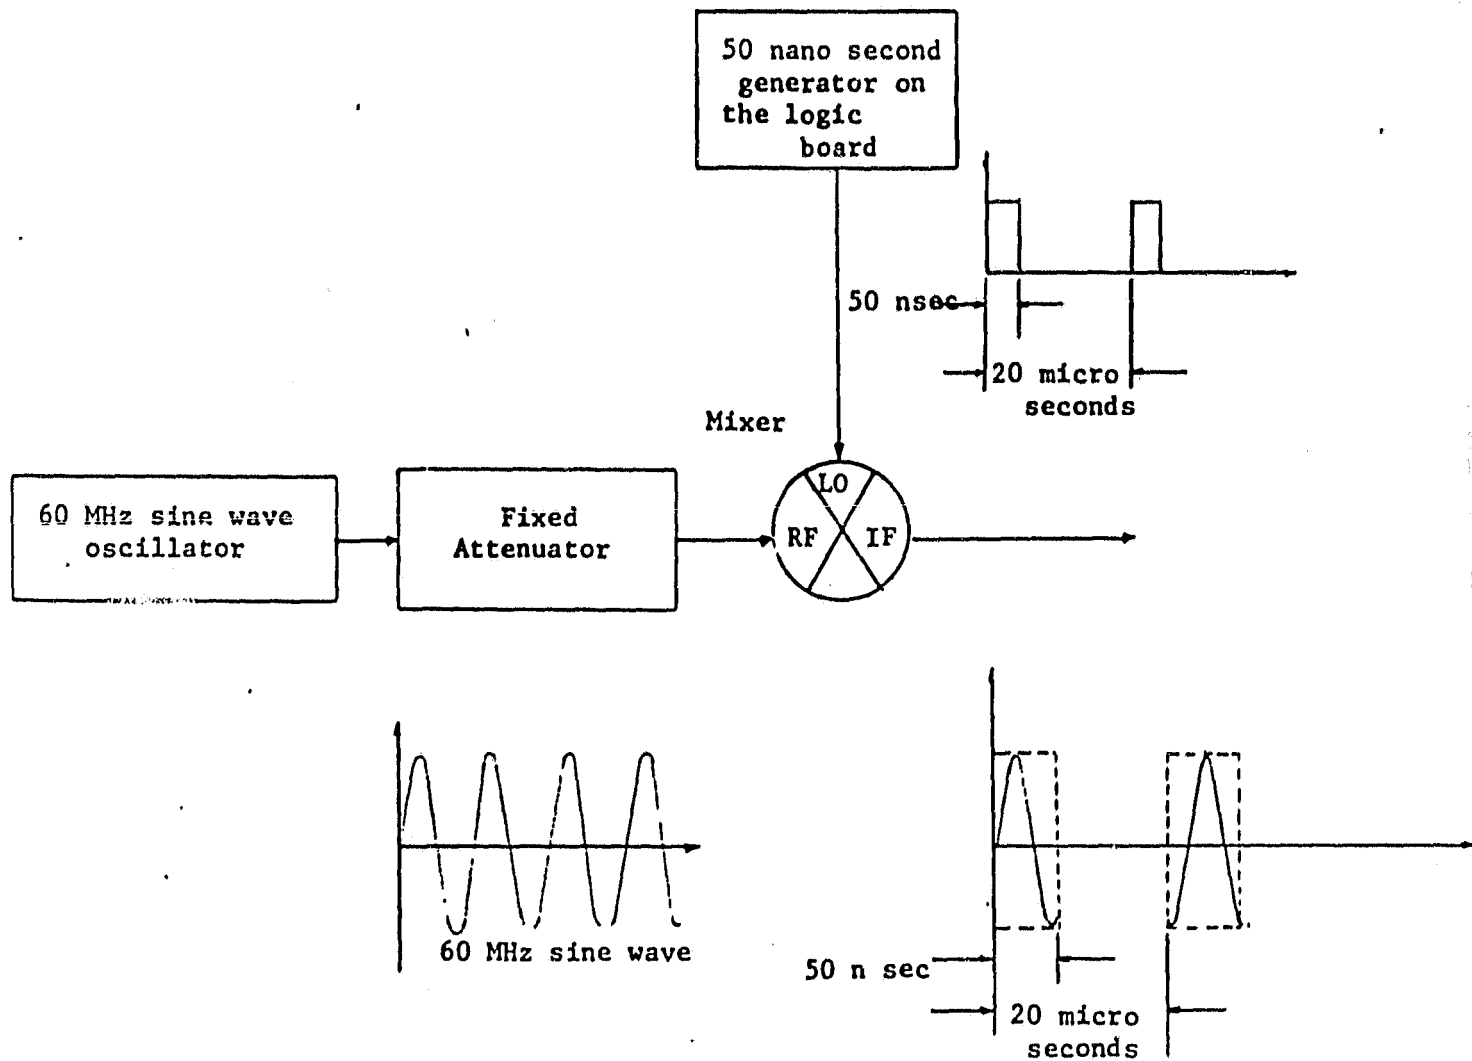 50 nano second
generator on
the logic
board
50 nsec
20 micro
seconds
Mixer
LO
RF
IF
60 MHz sine wave
oscillator
Fixed
Attenuator
60 MHz sine wave
50 n sec
20 micro
seconds